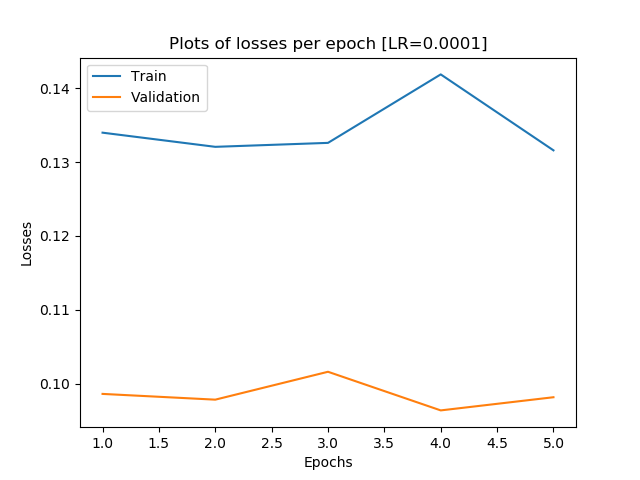 Plots of losses per epoch [LR=0.0001]
Train
Validation
0.14
0.13
0.12
0.11
0.10
Losses
1.0 1.5 2.0 2.5 3.0 3.5 4.0 4.5 5.0
Epochs